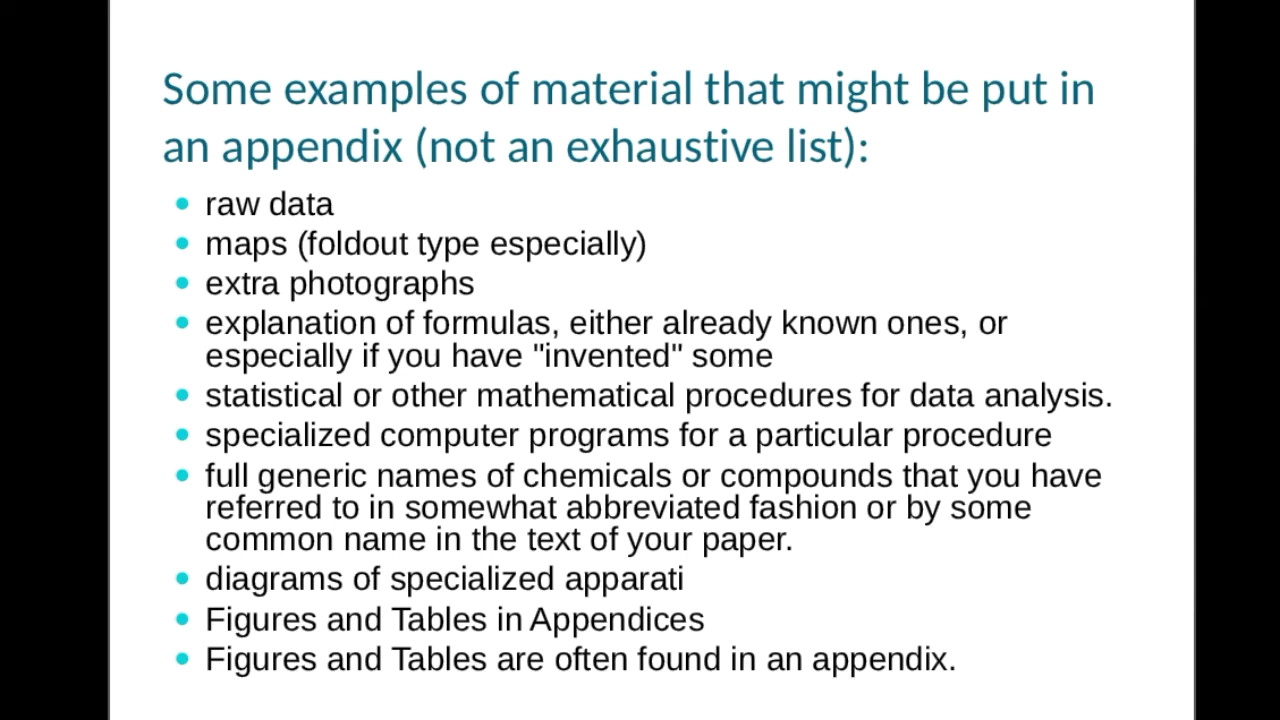 Some examples of material that might be put in
an appendix (not an exhaustive list):
• raw data
• maps (foldout type especially)
• extra photographs
• explanation of formulas, either already known ones, or
especially if you have "invented" some
• statistical or other mathematical procedures for data analysis.
• specialized computer programs for a particular procedure
• full generic names of chemicals or compounds that you have
referred to in somewhat abbreviated fashion or by some
common name in the text of your paper.
• diagrams of specialized apparati
• Figures and Tables in Appendices
• Figures and Tables are often found in an appendix.